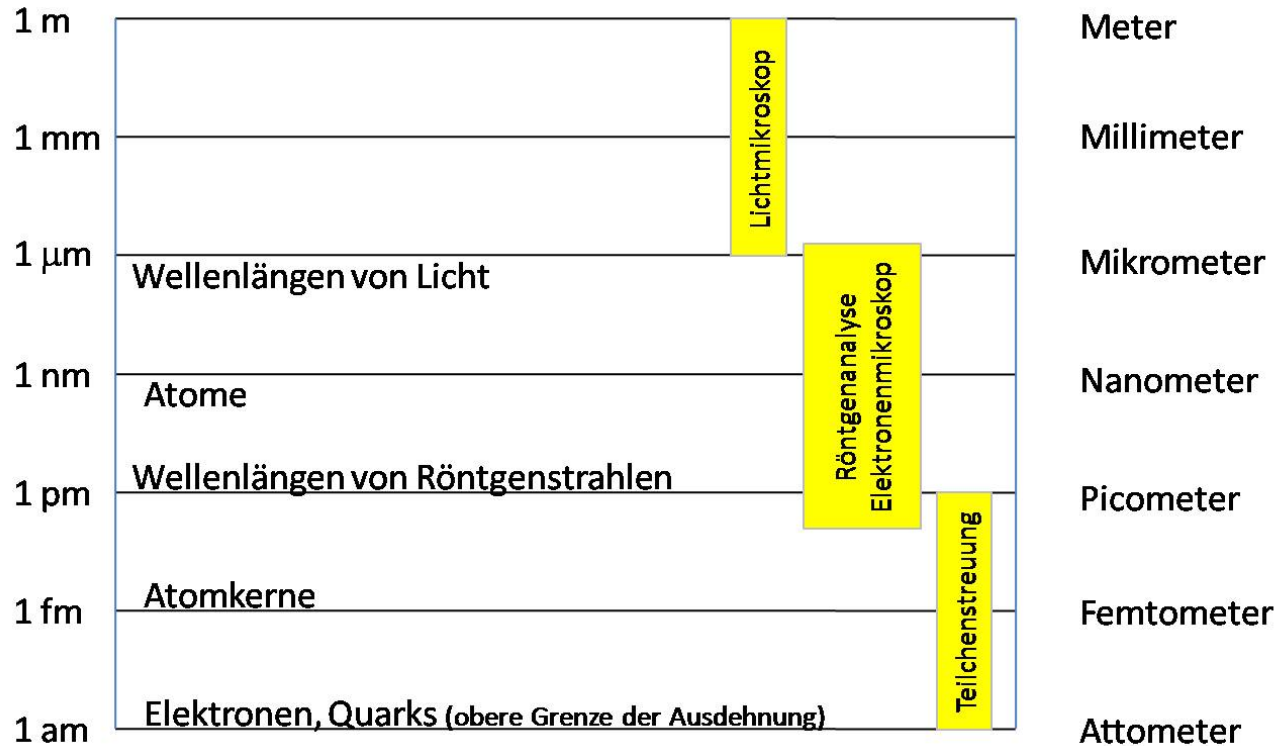 1 m
Meter
Lichtmikroskop
1 mm
Millimeter
1 μm
Mikrometer
Wellenlängen von Licht
Röntgenanalyse
Elektronenmikroskop
1 nm
Nanometer
Atome
Wellenlängen von Röntgenstrahlen
1 pm
Picometer
Teilchenstreuung
Atomkerne
1 fm
Femtometer
Elektronen, Quarks (obere Grenze der Ausdehnung)
1 am
Attometer